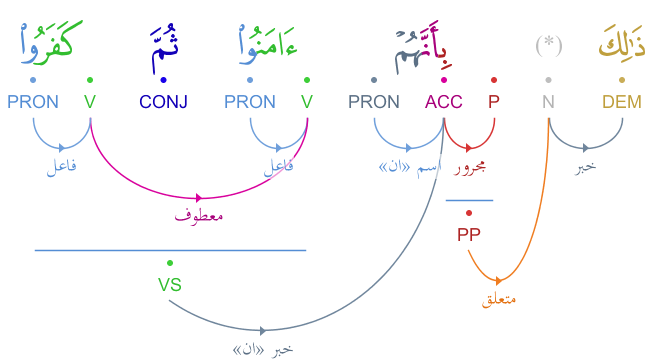 ذَٰلِكَ (*) بِأَنَّهُمْ ءَامَنُوا۟ ثُمَّ كَفَرُوا۟
DEM N P ACC PRON V PRON CONJ V PRON
خبر مجرور اسم «ان» فاعل فاعل
معطوف
PP
VS
متعلق
خبر «ان»